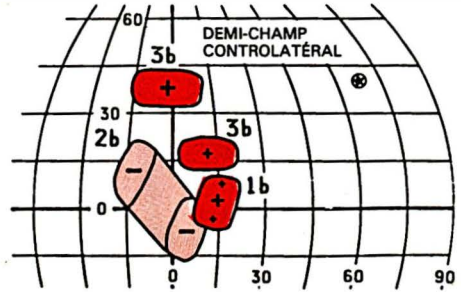 60
DEMI-CHAMP
CONTROLATÉRAL
3b
+
30
2b
3b
+
1b
+
+
+
-
-
0
0 30 60 90